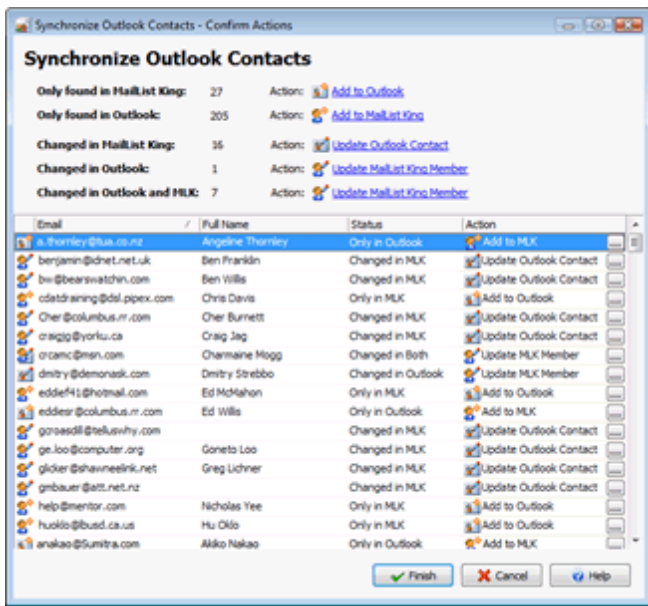 Synchronize Outlook Contacts - Confirm Actions
Synchronize Outlook Contacts
Only found in MailList King: 27 Action: Add to Outlook
Only found in Outlook: 205 Action: Add to MailList King
Changed in MailList King: 16 Action: Update Outlook Contact
Changed in Outlook: 1 Action: Update MailList King Member
Changed in Outlook and MLK: 7 Action: Update MailList King Member
Email / Full Name Status Action
a.thornley@tua.co.nz Angeline Thornley Only in Outlook Add to MLK ...
benjamin@idnet.net.uk Ben Franklin Changed in MLK Update Outlook Contact ...
bw@bearswatchin.com Ben Willis Changed in MLK Update Outlook Contact ...
cdatdraining@dsl.pipex.com Chris Davis Only in MLK Add to Outlook ...
Cher@columbus.rr.com Cher Burnett Changed in MLK Update Outlook Contact ...
craigjg@yorku.ca Craig Jag Changed in MLK Update Outlook Contact ...
crcamc@msn.com Charmaine Mogg Changed in Both Update MLK Member ...
dmitry@demonask.com Dmitry Strebbo Changed in Outlook Update MLK Member ...
eddief41@hotmail.com Ed McMahon Only in MLK Add to Outlook ...
eddiesr@columbus.rr.com Ed Willis Only in Outlook Add to MLK ...
gcroasdill@telluswhy.com Changed in MLK Update Outlook Contact ...
ge.loo@computer.org Goneto Loo Changed in MLK Update Outlook Contact ...
glicker@shawneelink.net Greg Lichner Changed in MLK Update Outlook Contact ...
gmbauer@att.net.nz Changed in MLK Update Outlook Contact ...
help@mentor.com Nicholas Yee Only in MLK Add to Outlook ...
huoklo@lbusd.ca.us Hu Oklo Only in MLK Add to Outlook ...
anakao@Sumitra.com Akiko Nakao Only in Outlook Add to MLK ...
Finish Cancel Help